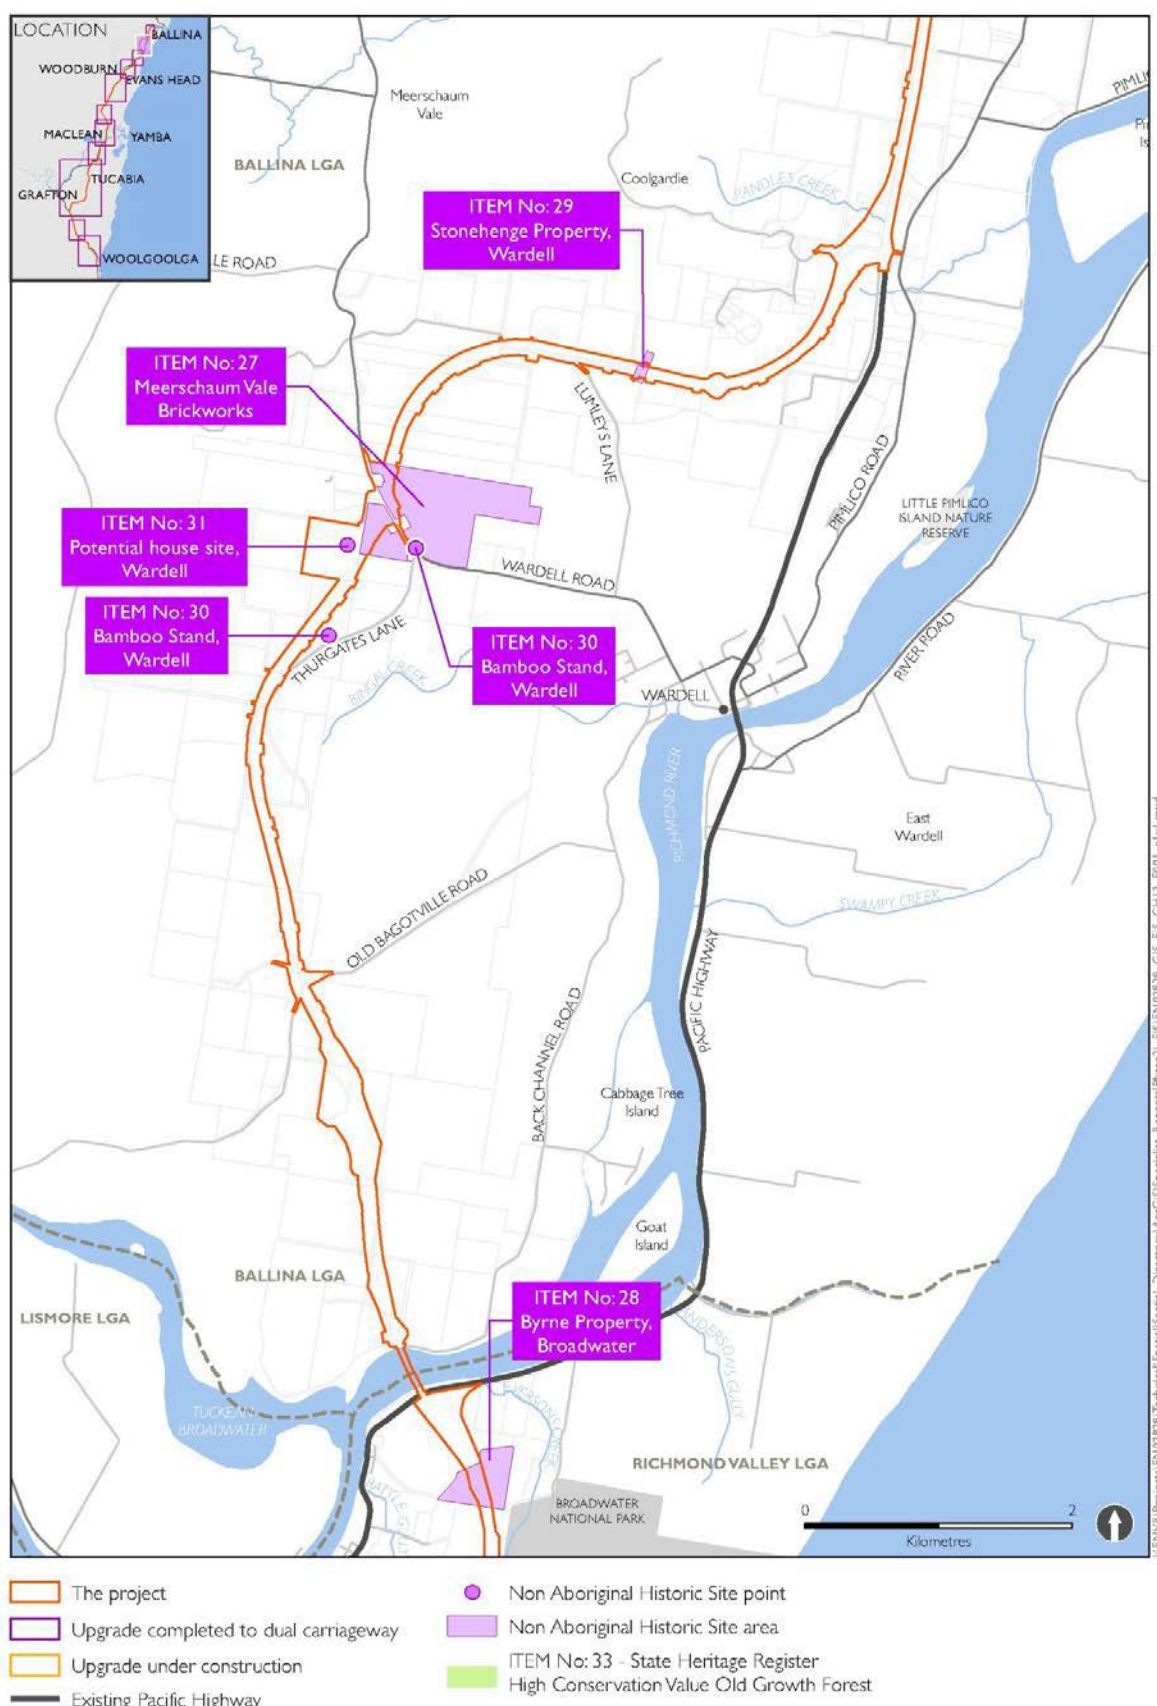 LOCATION
BALLINA
WOODBURN
EVANS HEAD
MACLEAN
YAMBA
TUCABIA
GRAFTON
WOOLGOOLGA
Meerschaum
Vale
BALLINA LGA
Coolgardie
RANDLES CREEK
ITEM No: 29
Stonehenge Property,
Wardell
ITEM No: 27
Meerschaum Vale
Brickworks
LUMLEYS LANE
PIMLICO ROAD
LITTLE PIMLICO
ISLAND NATURE
RESERVE
ITEM No: 31
Potential house site,
Wardell
WARDELL ROAD
ITEM No: 30
Bamboo Stand,
Wardell
THURGATES LANE
BINGAL CREEK
ITEM No: 30
Bamboo Stand,
Wardell
RIVER ROAD
WARDELL
RICHMOND RIVER
East
Wardell
SWAMPY CREEK
OLD BAGOTVILLE ROAD
PACIFIC HIGHWAY
BACK CHANNEL ROAD
Cabbage Tree
Island
Goat
Island
BALLINA LGA
LISMORE LGA
ITEM No: 28
Byrne Property,
Broadwater
TUCKEAN
BROADWATER
RICHMOND VALLEY LGA
BROADWATER
NATIONAL PARK
0 2
Kilometres
The project
Upgrade completed to dual carriageway
Upgrade under construction
Existing Pacific Highway
Non Aboriginal Historic Site point
Non Aboriginal Historic Site area
ITEM No: 33 - State Heritage Register
High Conservation Value Old Growth Forest